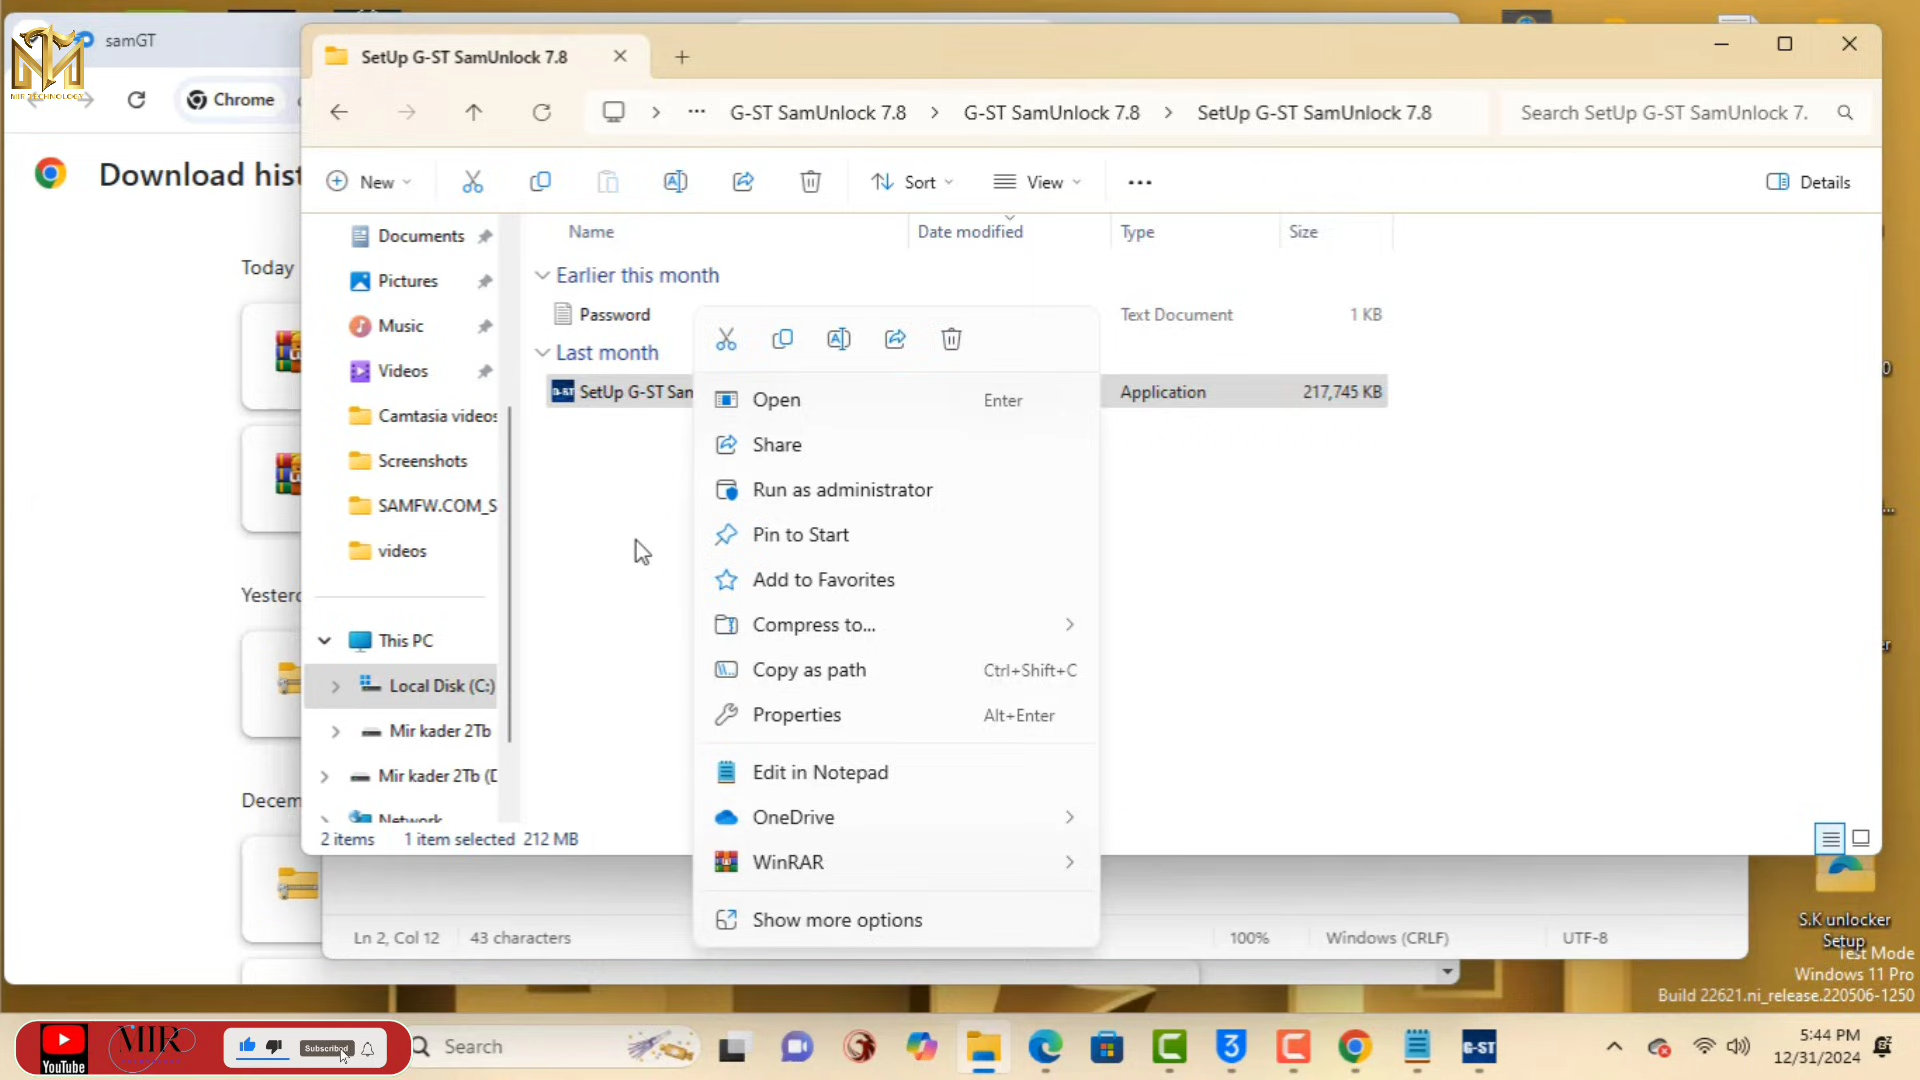 samGT
MIR TECHNOLOGY
SetUp G-ST SamUnlock 7.8
Chrome
G-ST SamUnlock 7.8
G-ST SamUnlock 7.8
SetUp G-ST SamUnlock 7.8
Search SetUp G-ST SamUnlock 7.
Download hist
New
Sort
View
Details
Name
Date modified
Type
Size
Documents
Pictures
Music
Videos
Camtasia videos
Screenshots
SAMFW.COM_S
videos
This PC
Local Disk (C:)
Mir kader 2Tb
Mir kader 2Tb (D
Network
Today
Yesterd
Decem
Earlier this month
Password
Text Document
1 KB
Last month
SetUp G-ST Sam
Application
217,745 KB
Open
Enter
Share
Run as administrator
Pin to Start
Add to Favorites
Compress to...
Copy as path
Ctrl+Shift+C
Properties
Alt+Enter
Edit in Notepad
OneDrive
WinRAR
Show more options
2 items
1 item selected 212 MB
Ln 2, Col 12
43 characters
100%
Windows (CRLF)
UTF-8
S.K unlocker
Setup
Test Mode
Windows 11 Pro
Build 22621.ni_release.220506-1250
YouTube
MIR
Subscribed
Search
G-ST
5:44 PM
12/31/2024